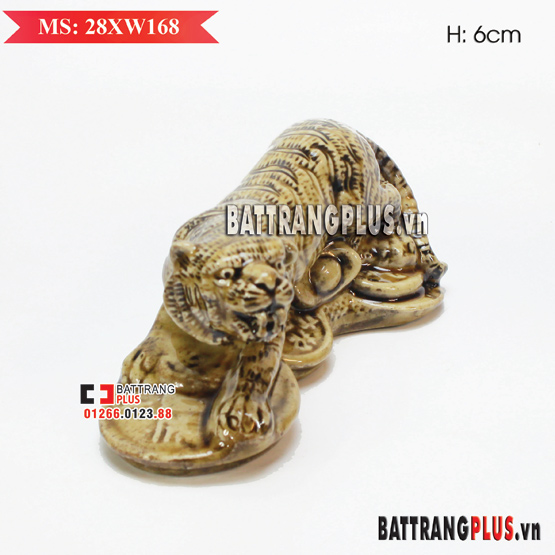 MS: 28XW168
H: 6cm
BATTRANGPLUS.vn
BATTRANG
PLUS
01266.0123.88
BATTRANGPLUS.vn